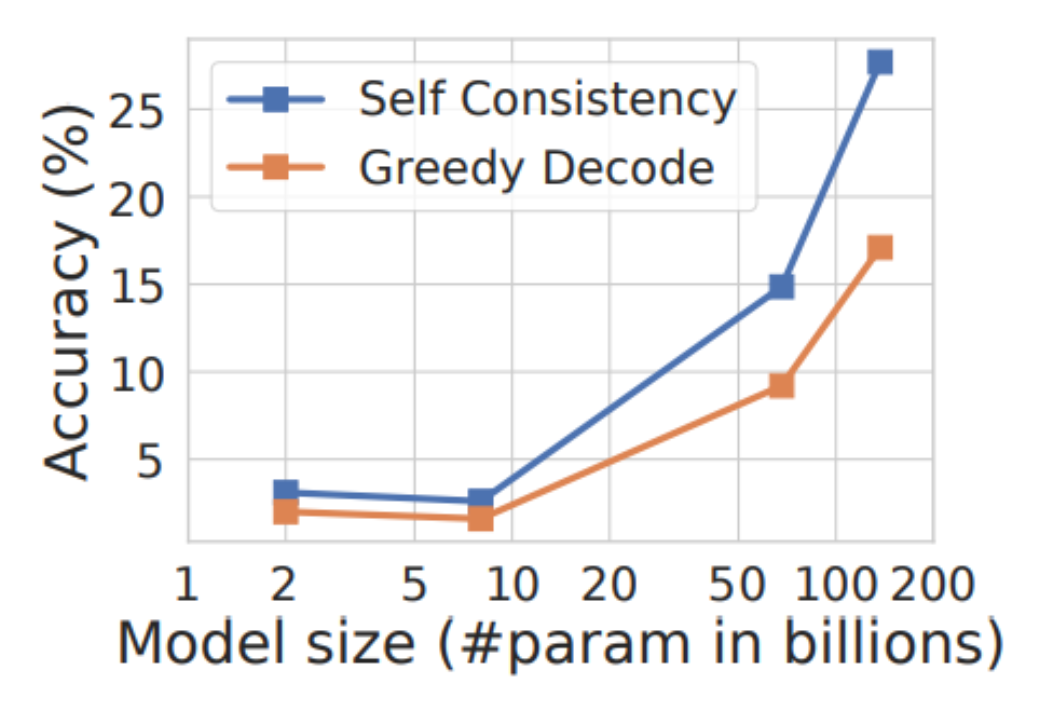 Self Consistency
Greedy Decode
Accuracy (%)
25
20
15
10
5
1 2 5 10 20 50 100 200
Model size (#param in billions)